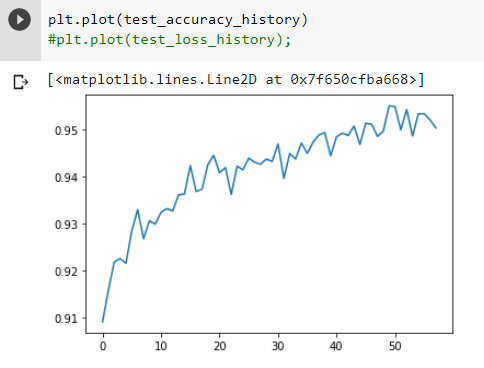 plt.plot(test_accuracy_history)
#plt.plot(test_loss_history);
[<matplotlib.lines.Line2D at 0x7f650cfba668>]
0.95
0.94
0.93
0.92
0.91
0 10 20 30 40 50